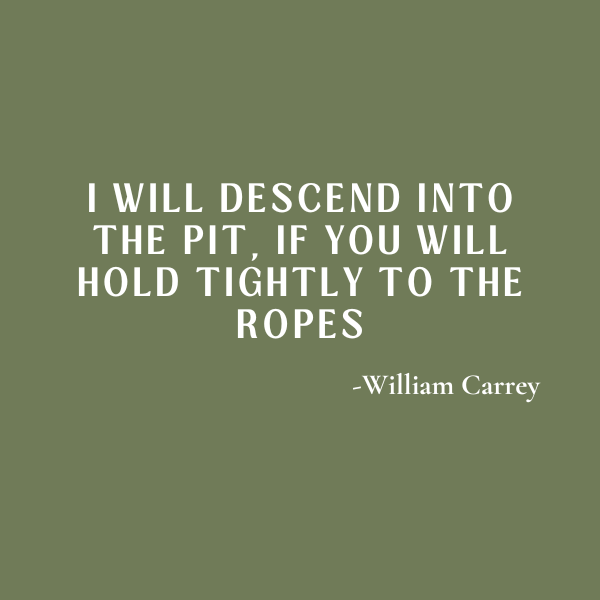 I WILL DESCEND INTO
THE PIT, IF YOU WILL
HOLD TIGHTLY TO THE
ROPES
-William Carrey